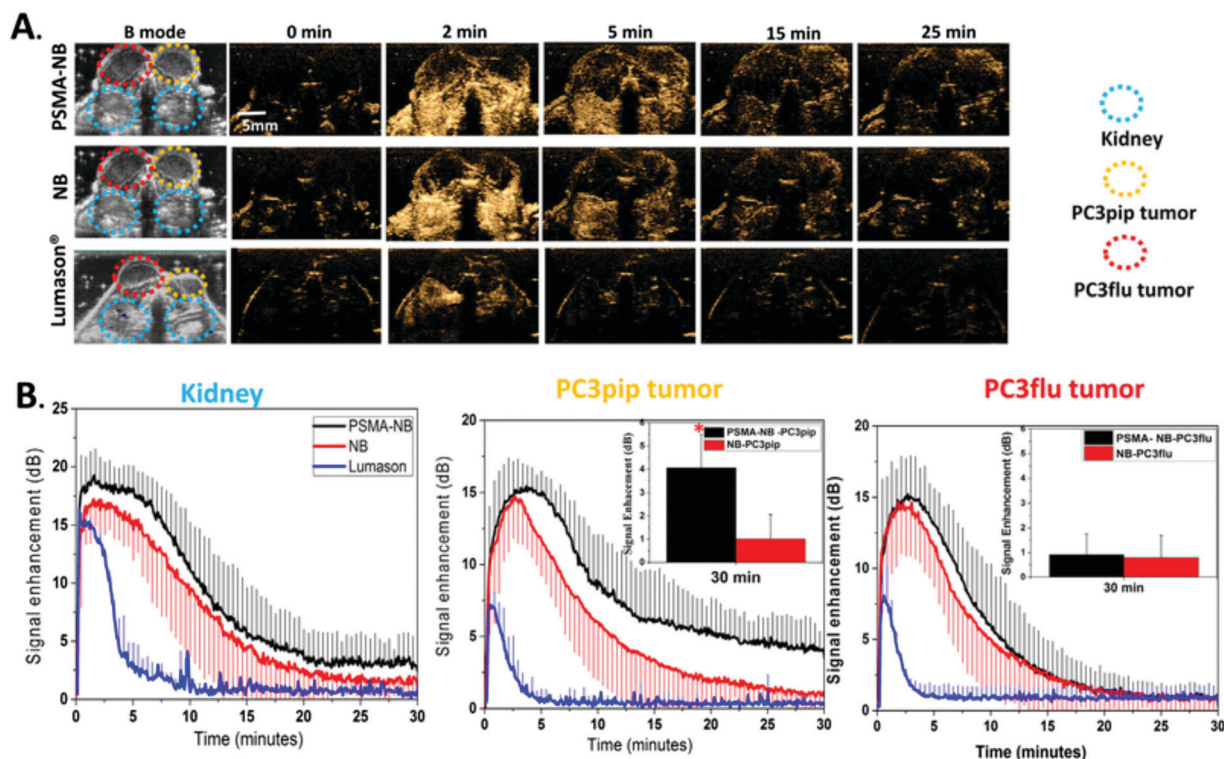 A.
B mode 0 min 2 min 5 min 15 min 25 min
PSMA-NB
5mm
NB
Lumason®
Kidney
PC3pip tumor
PC3flu tumor
B.
Kidney
25
20
15
10
5
0
0 5 10 15 20 25 30
Signal enhancement (dB)
Time (minutes)
PSMA-NB
NB
Lumason
PC3pip tumor
20
15
10
5
0
0 5 10 15 20 25 30
Signal enhancement (dB)
Time (minutes)
6
5
4
3
2
1
0
Signal Enhacement (dB)
*
PSMA-NB -PC3pip
NB-PC3pip
30 min
PC3flu tumor
20
15
10
5
0
0 5 10 15 20 25 30
Signal enhancement (dB)
Time (minutes)
6
5
4
3
2
1
0
Signal Enhacement (dB)
PSMA- NB-PC3flu
NB-PC3flu
30 min